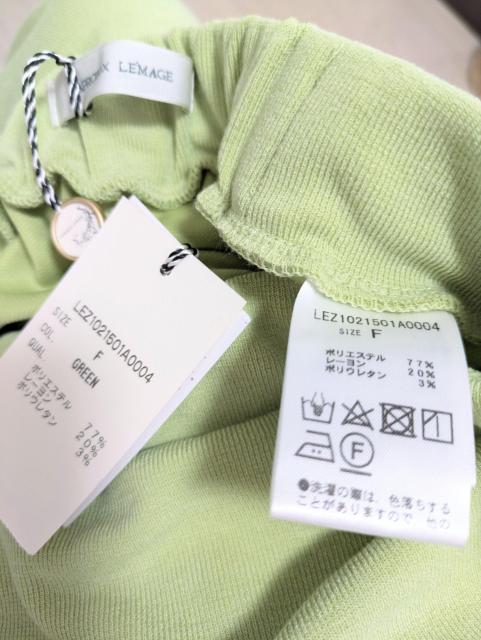 LEMAGE
LEZ1021501A0004
SIZE F
COL. GREEN
QUAL
ポリエステル 77%
レーヨン 20%
ポリウレタン 3%
LEZ1021501A0004
SIZE F
ポリエステル 77%
レーヨン 20%
ポリウレタン 3%
F
●洗濯の際は、色落ちする
ことがありますので、他の